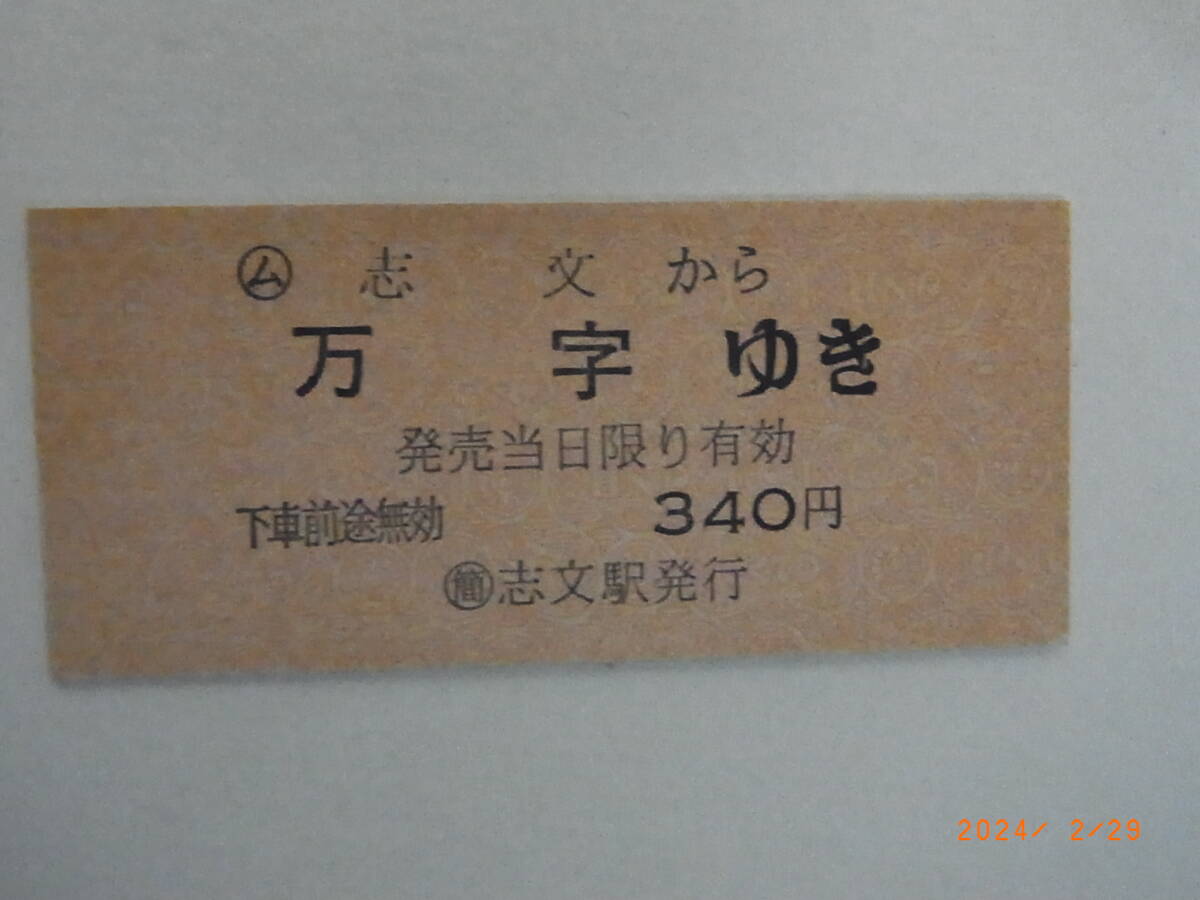 ㋰ 志 文 から
万 字 ゆき
発売当日限り有効
下車前途無効 340円
簡 志文駅発行
2024/ 2/29